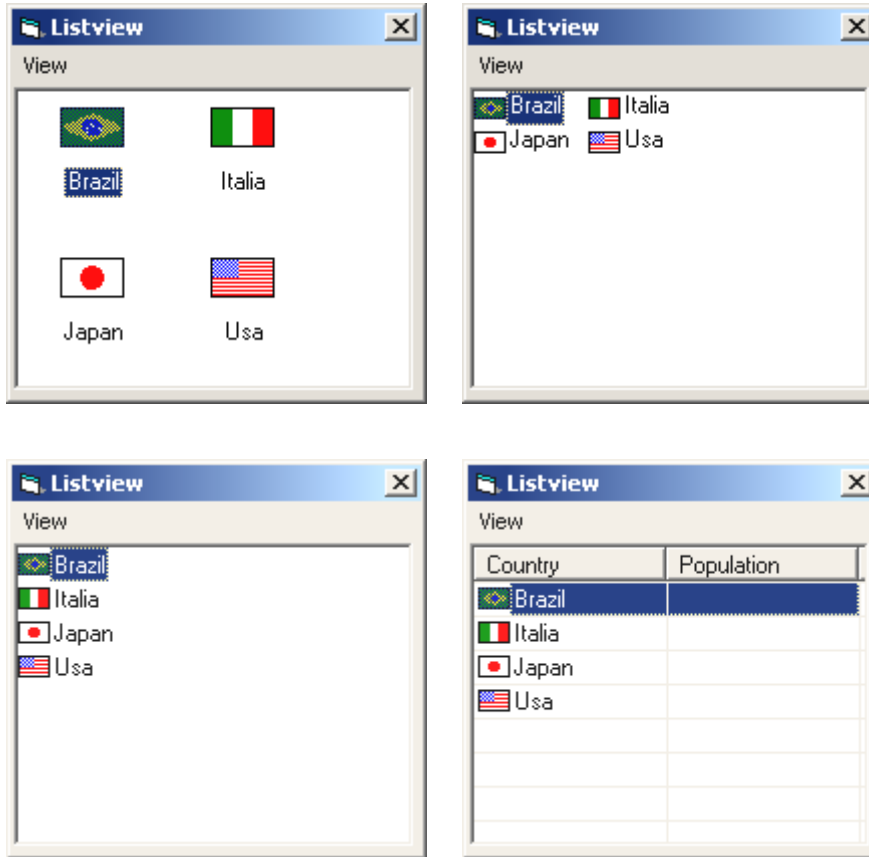 Listview
View
Brazil Italia
Japan Usa
Listview
View
Brazil Italia
Japan Usa
Listview
View
Brazil
Italia
Japan
Usa
Listview
View
Country Population
Brazil
Italia
Japan
Usa